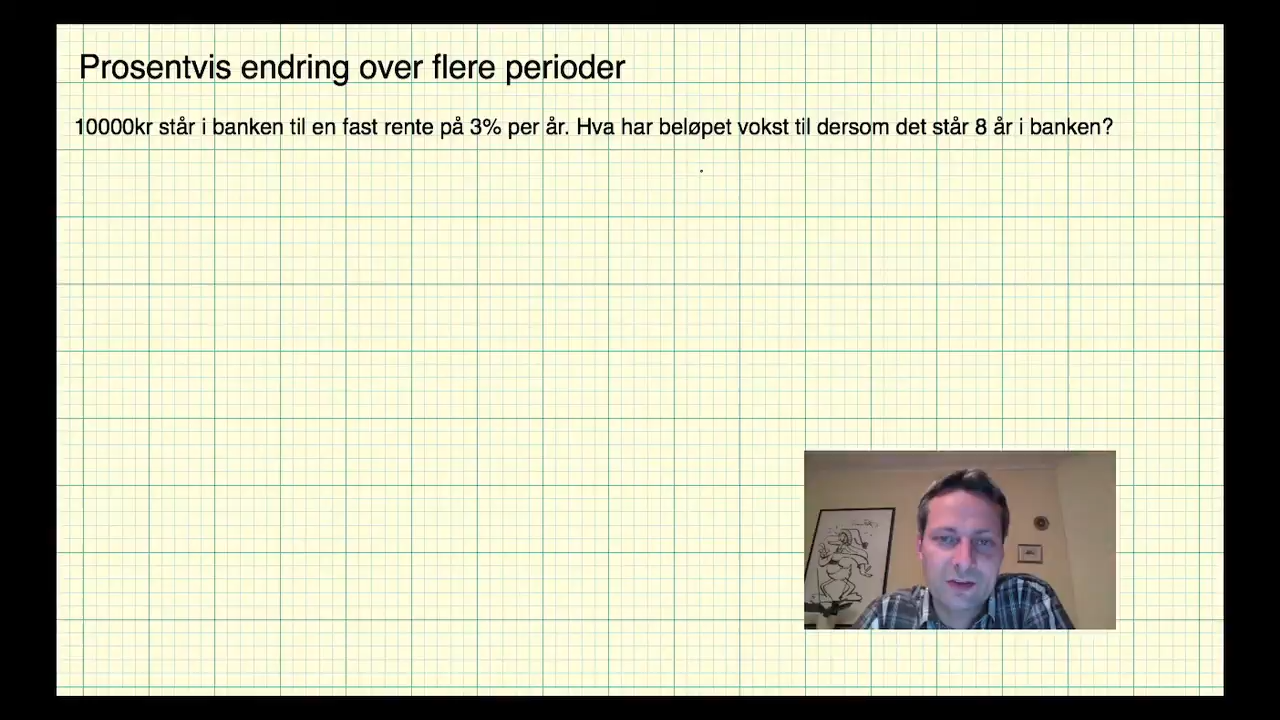 Prosentvis endring over flere perioder
10000kr står i banken til en fast rente på 3% per år. Hva har beløpet vokst til dersom det står 8 år i banken?